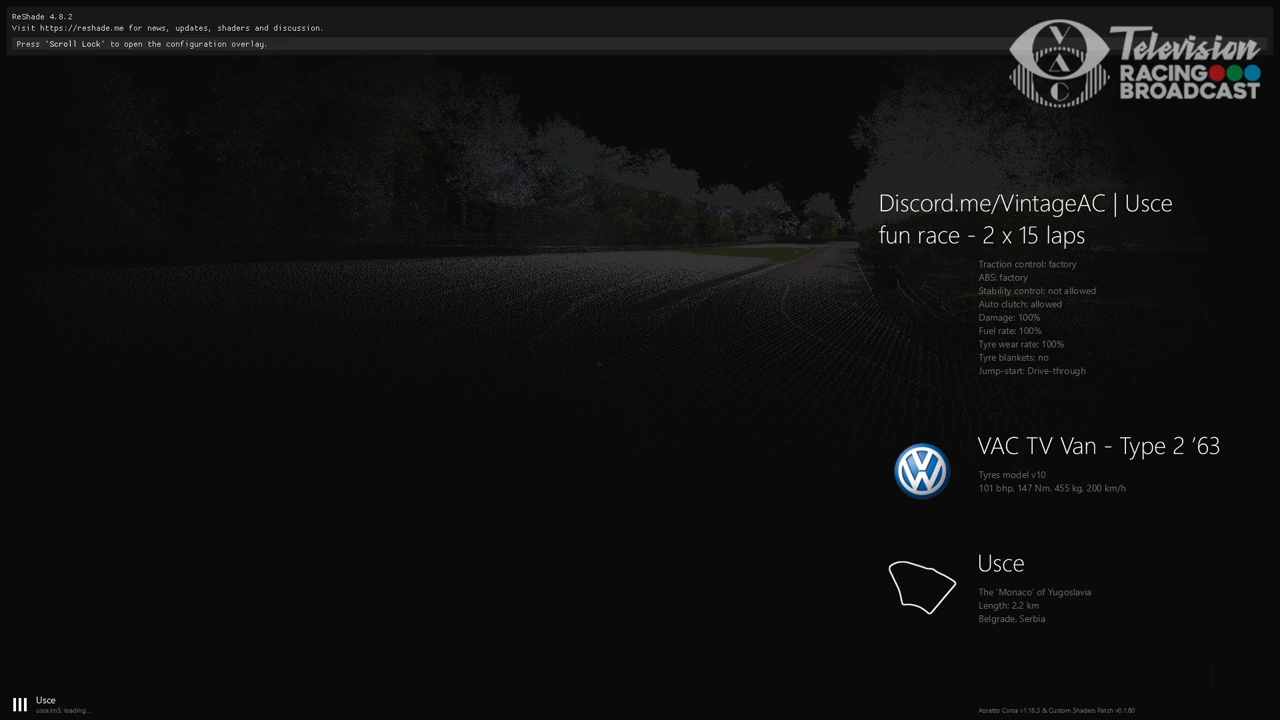 ReShade 4.8.2
Visit https://reshade.me for news, updates, shaders and discussion.
Press 'Scroll Lock' to open the configuration overlay.
VAC
Television
RACING
BROADCAST
Discord.me/VintageAC | Usce
fun race - 2 x 15 laps
Traction control: factory
ABS: factory
Stability control: not allowed
Auto clutch: allowed
Damage: 100%
Fuel rate: 100%
Tyre wear rate: 100%
Tyre blankets: no
Jump-start: Drive-through
VAC TV Van - Type 2 '63
Tyres model v10
101 bhp, 147 Nm, 455 kg, 200 km/h
Usce
The 'Monaco' of Yugoslavia
Length: 2.2 km
Belgrade, Serbia
Usce
usce.kn5: loading...
Assetto Corsa v1.16.3 & Custom Shaders Patch v0.1.60